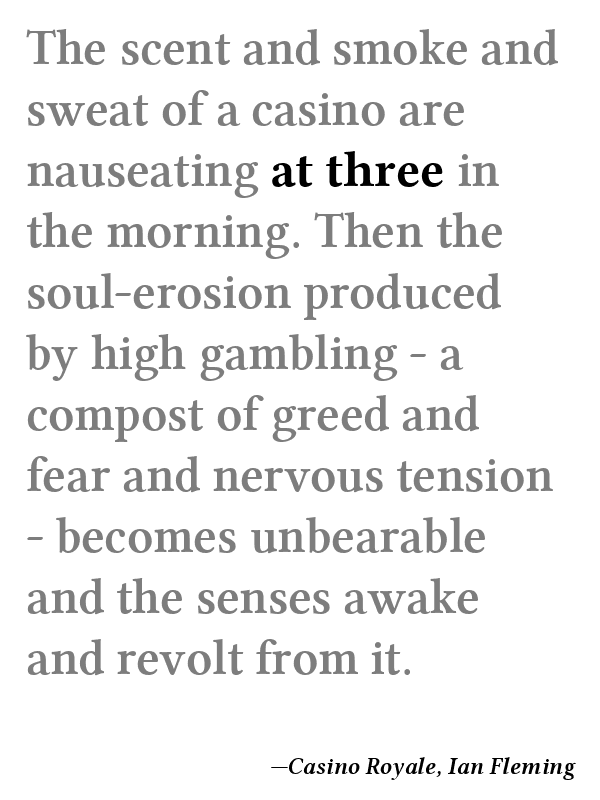 The scent and smoke and
sweat of a casino are
nauseating at three in
the morning. Then the
soul-erosion produced
by high gambling - a
compost of greed and
fear and nervous tension
- becomes unbearable
and the senses awake
and revolt from it.
—Casino Royale, Ian Fleming